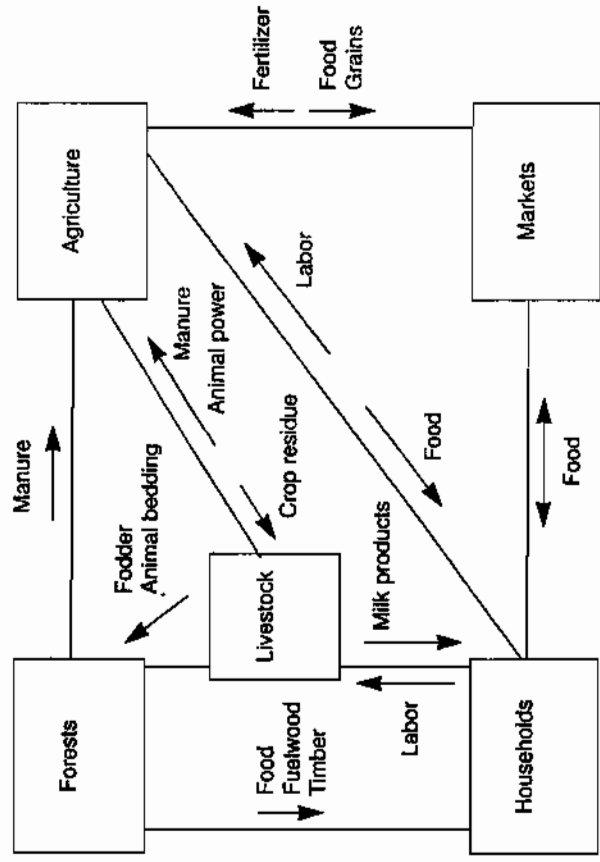 Manure
Forests
Agriculture
Fodder
Animal bedding
Manure
Animal power
Livestock
Crop residue
Food
Fuelwood
Timber
Labor
Fertilizer
Food
Grains
Milk products
Labor
Food
Households
Markets
Food